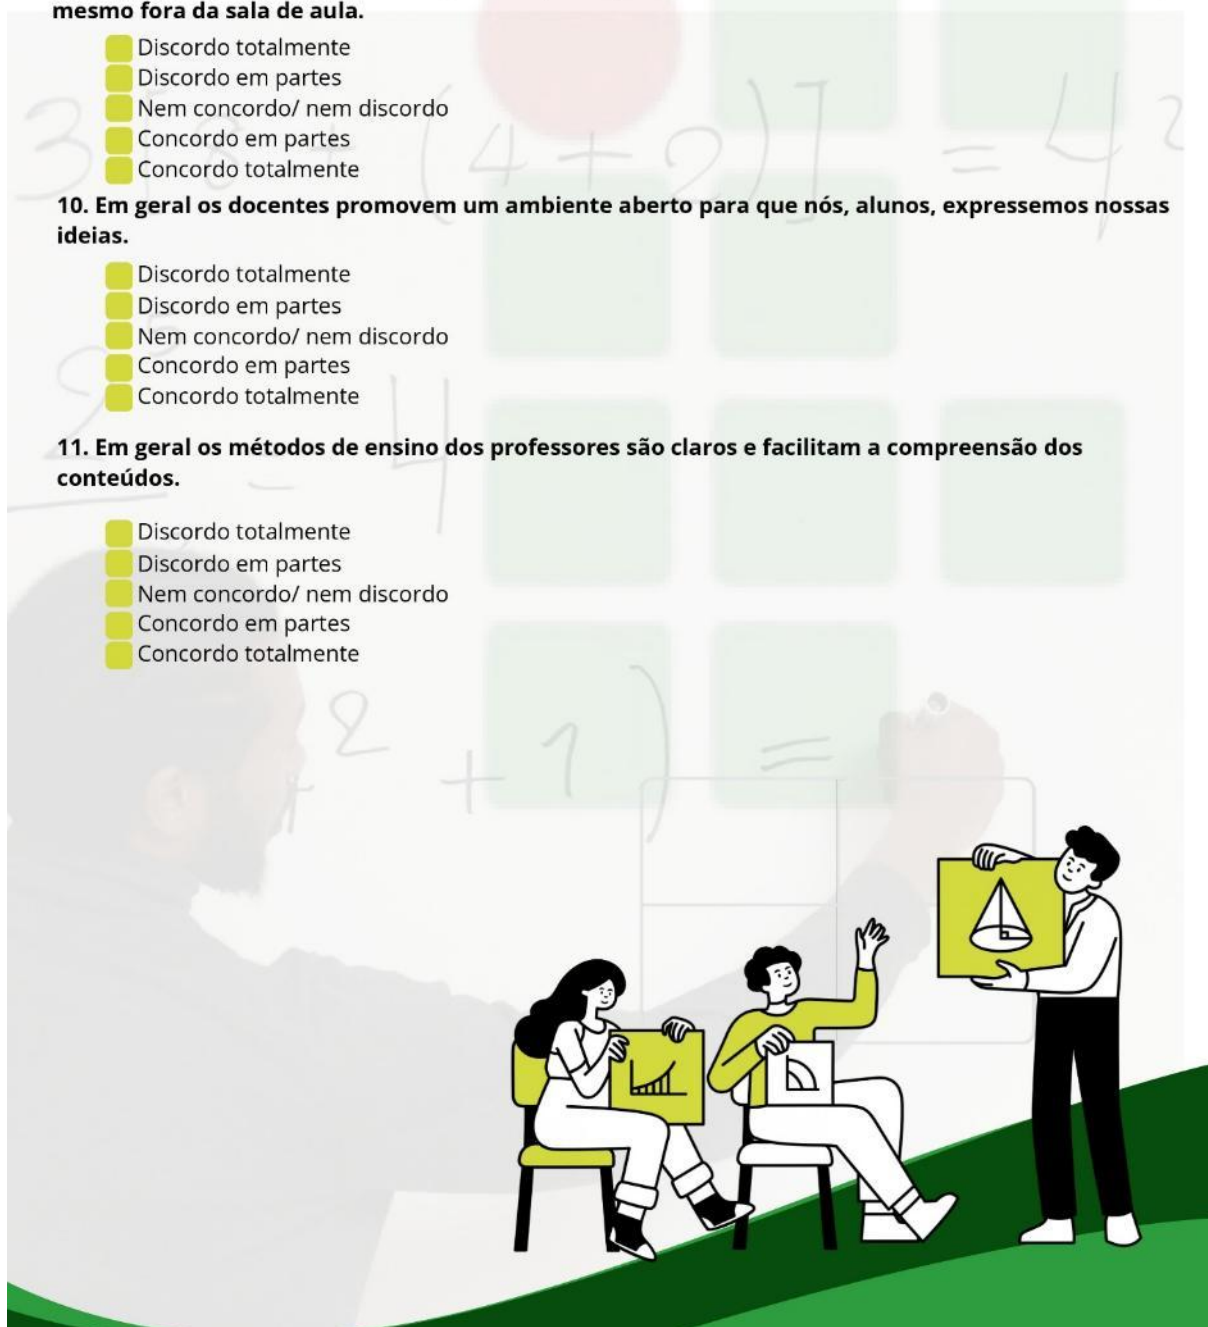 mesmo fora da sala de aula.
Discordo totalmente
Discordo em partes
Nem concordo/ nem discordo
Concordo em partes
Concordo totalmente
10. Em geral os docentes promovem um ambiente aberto para que nós, alunos, expressemos nossas
ideias.
Discordo totalmente
Discordo em partes
Nem concordo/ nem discordo
Concordo em partes
Concordo totalmente
11. Em geral os métodos de ensino dos professores são claros e facilitam a compreensão dos
conteúdos.
Discordo totalmente
Discordo em partes
Nem concordo/ nem discordo
Concordo em partes
Concordo totalmente